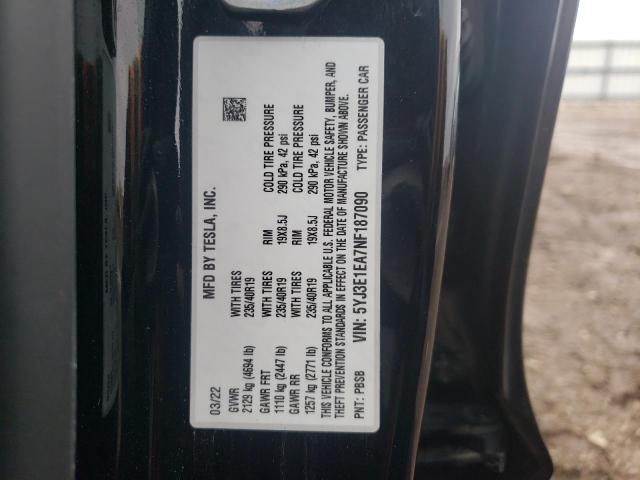 MFD BY TESLA, INC.
03/22
GVWR WITH TIRES
2129 kg (4694 lb) 235/40R19
GAWR FRT WITH TIRES RIM COLD TIRE PRESSURE
1110 kg (2447 lb) 235/40R19 19X8.5J 290 kPa, 42 psi
GAWR RR WITH TIRES RIM COLD TIRE PRESSURE
1257 kg (2771 lb) 235/40R19 19X8.5J 290 kPa, 42 psi
THIS VEHICLE CONFORMS TO ALL APPLICABLE U.S. FEDERAL MOTOR VEHICLE SAFETY, BUMPER, AND
THEFT PREVENTION STANDARDS IN EFFECT ON THE DATE OF MANUFACTURE SHOWN ABOVE.
VIN: 5YJ3E1EA7NF187090
PNT: PBSB TYPE: PASSENGER CAR